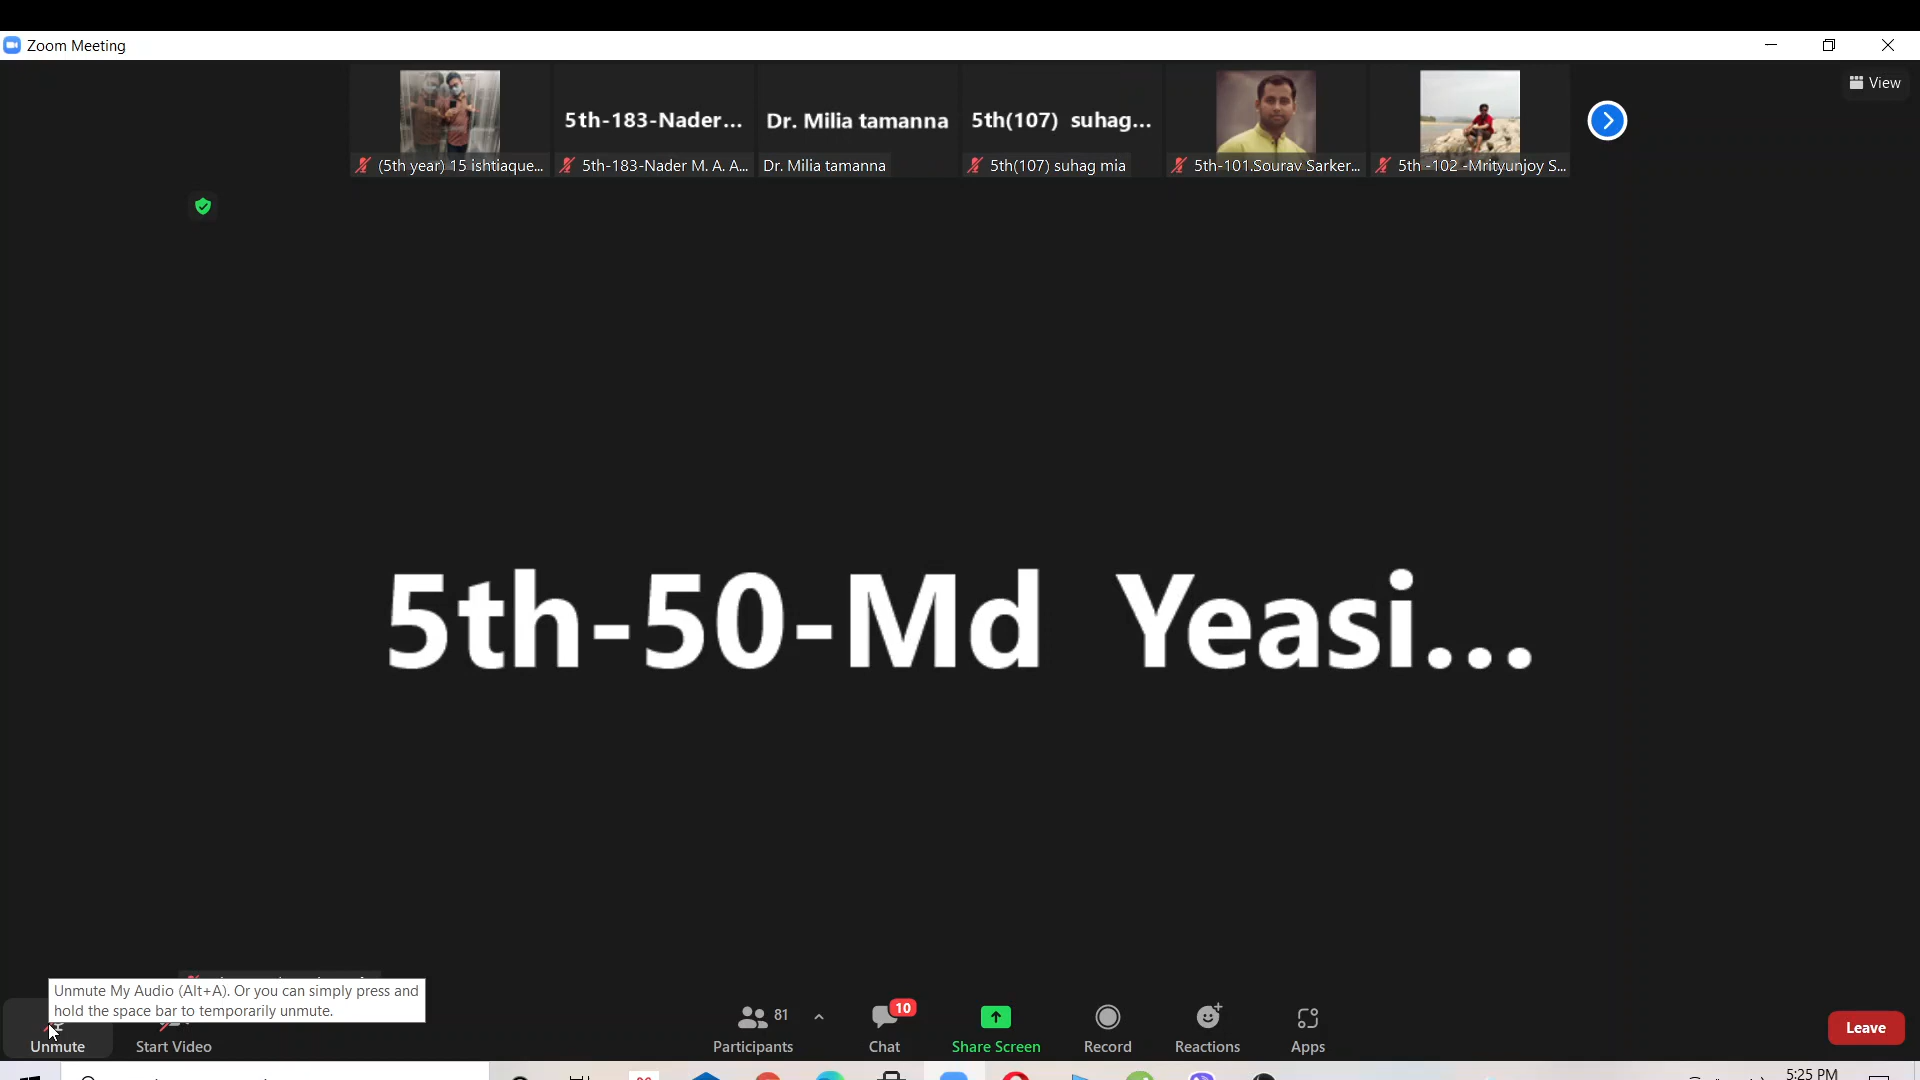 Zoom Meeting
View
5th-183-Nader...
Dr. Milia tamanna
5th(107) suhag...
(5th year) 15 ishtiaque...
5th-183-Nader M. A. A...
Dr. Milia tamanna
5th(107) suhag mia
5th-101.Sourav Sarker...
5th -102 -Mrityunjoy S...
5th-50-Md Yeasi...
Unmute My Audio (Alt+A). Or you can simply press and
hold the space bar to temporarily unmute.
81
10
Unmute
Start Video
Participants
Chat
Share Screen
Record
Reactions
Apps
Leave
5:25 PM